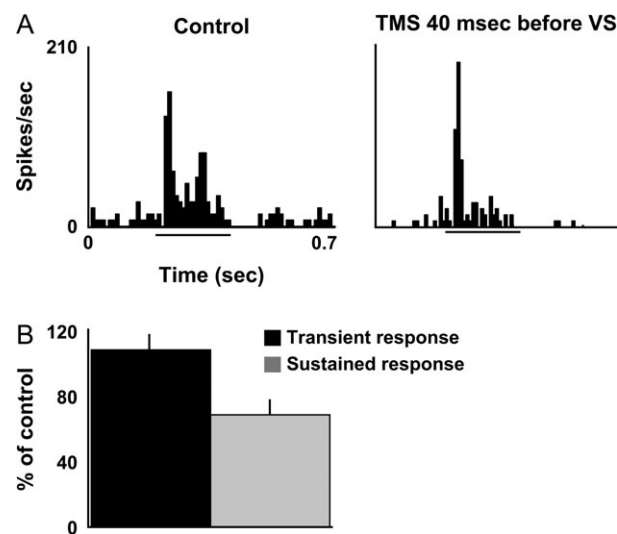 A
Control
TMS 40 msec before VS
210
Spikes/sec
0
0
0.7
Time (sec)
B
120
Transient response
Sustained response
80
% of control
40
0